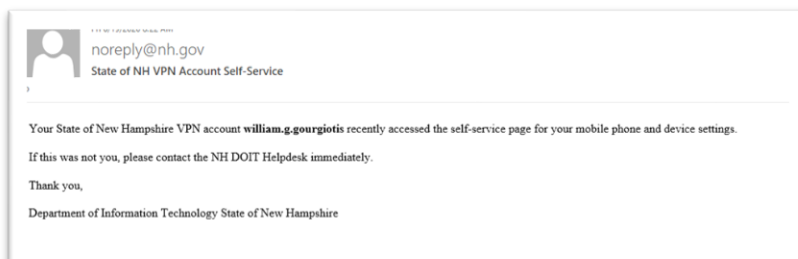 noreply@nh.gov
State of NH VPN Account Self-Service
Your State of New Hampshire VPN account william.g.gourgiotis recently accessed the self-service page for your mobile phone and device settings.
If this was not you, please contact the NH DOIT Helpdesk immediately.
Thank you,
Department of Information Technology State of New Hampshire